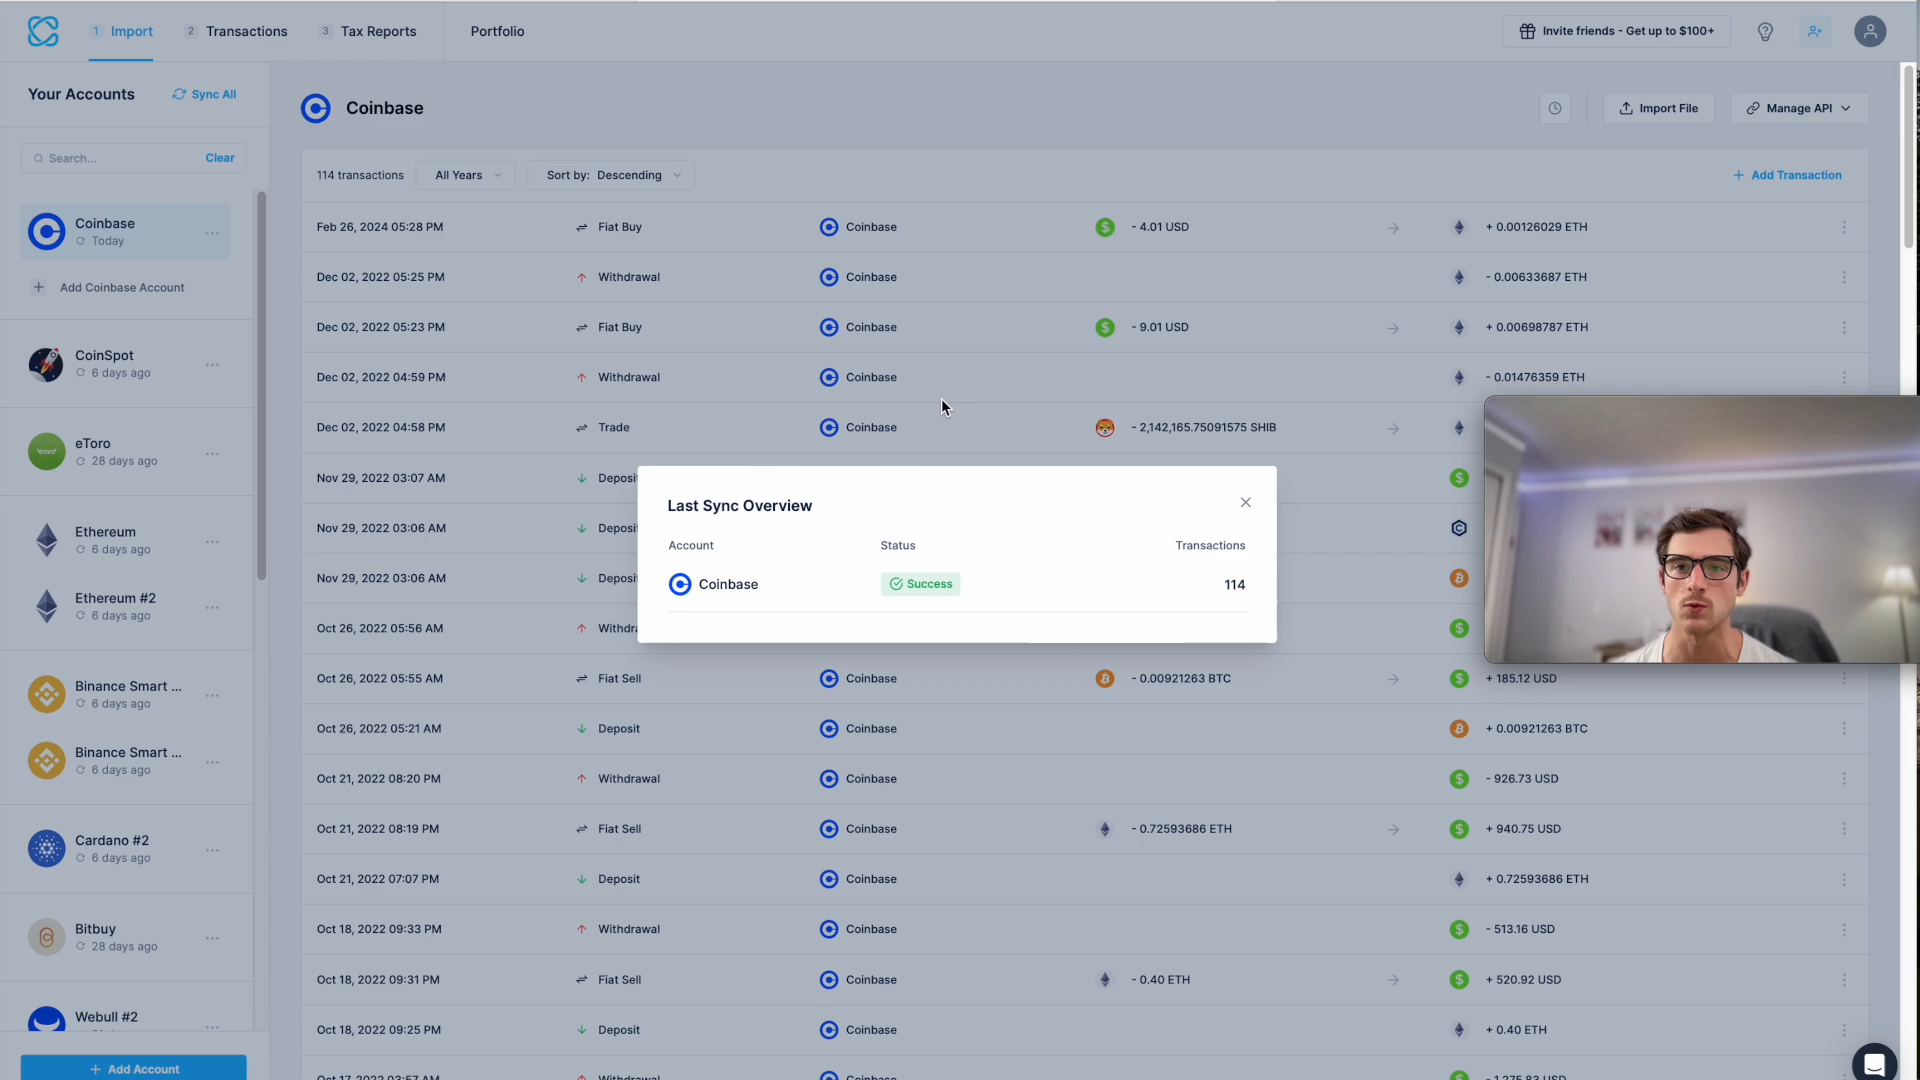 1 Import
2 Transactions
3 Tax Reports
Portfolio
Invite friends - Get up to $100+
Your Accounts
Sync All
Search...
Clear
Coinbase
Today
Add Coinbase Account
CoinSpot
6 days ago
eToro
28 days ago
Ethereum
6 days ago
Ethereum #2
6 days ago
Binance Smart ...
6 days ago
Binance Smart ...
6 days ago
Cardano #2
6 days ago
Bitbuy
28 days ago
Webull #2
+ Add Account
Coinbase
Import File
Manage API
114 transactions
All Years
Sort by: Descending
+ Add Transaction
Feb 26, 2024 05:28 PM Fiat Buy Coinbase - 4.01 USD → + 0.00126029 ETH
Dec 02, 2022 05:25 PM Withdrawal Coinbase - 0.00633687 ETH
Dec 02, 2022 05:23 PM Fiat Buy Coinbase - 9.01 USD → + 0.00698787 ETH
Dec 02, 2022 04:59 PM Withdrawal Coinbase - 0.01476359 ETH
Dec 02, 2022 04:58 PM Trade Coinbase - 2,142,165.75091575 SHIB →
Nov 29, 2022 03:07 AM Deposi
Nov 29, 2022 03:06 AM Deposi
Nov 29, 2022 03:06 AM Deposi
Oct 26, 2022 05:56 AM Withdra
Last Sync Overview
Account Status Transactions
Coinbase Success 114
Oct 26, 2022 05:55 AM Fiat Sell Coinbase - 0.00921263 BTC → + 185.12 USD
Oct 26, 2022 05:21 AM Deposit Coinbase + 0.00921263 BTC
Oct 21, 2022 08:20 PM Withdrawal Coinbase - 926.73 USD
Oct 21, 2022 08:19 PM Fiat Sell Coinbase - 0.72593686 ETH → + 940.75 USD
Oct 21, 2022 07:07 PM Deposit Coinbase + 0.72593686 ETH
Oct 18, 2022 09:33 PM Withdrawal Coinbase - 513.16 USD
Oct 18, 2022 09:31 PM Fiat Sell Coinbase - 0.40 ETH → + 520.92 USD
Oct 18, 2022 09:25 PM Deposit Coinbase + 0.40 ETH
Oct 17, 2022 03:57 AM Withdrawal Coinbase - 1,275.83 USD